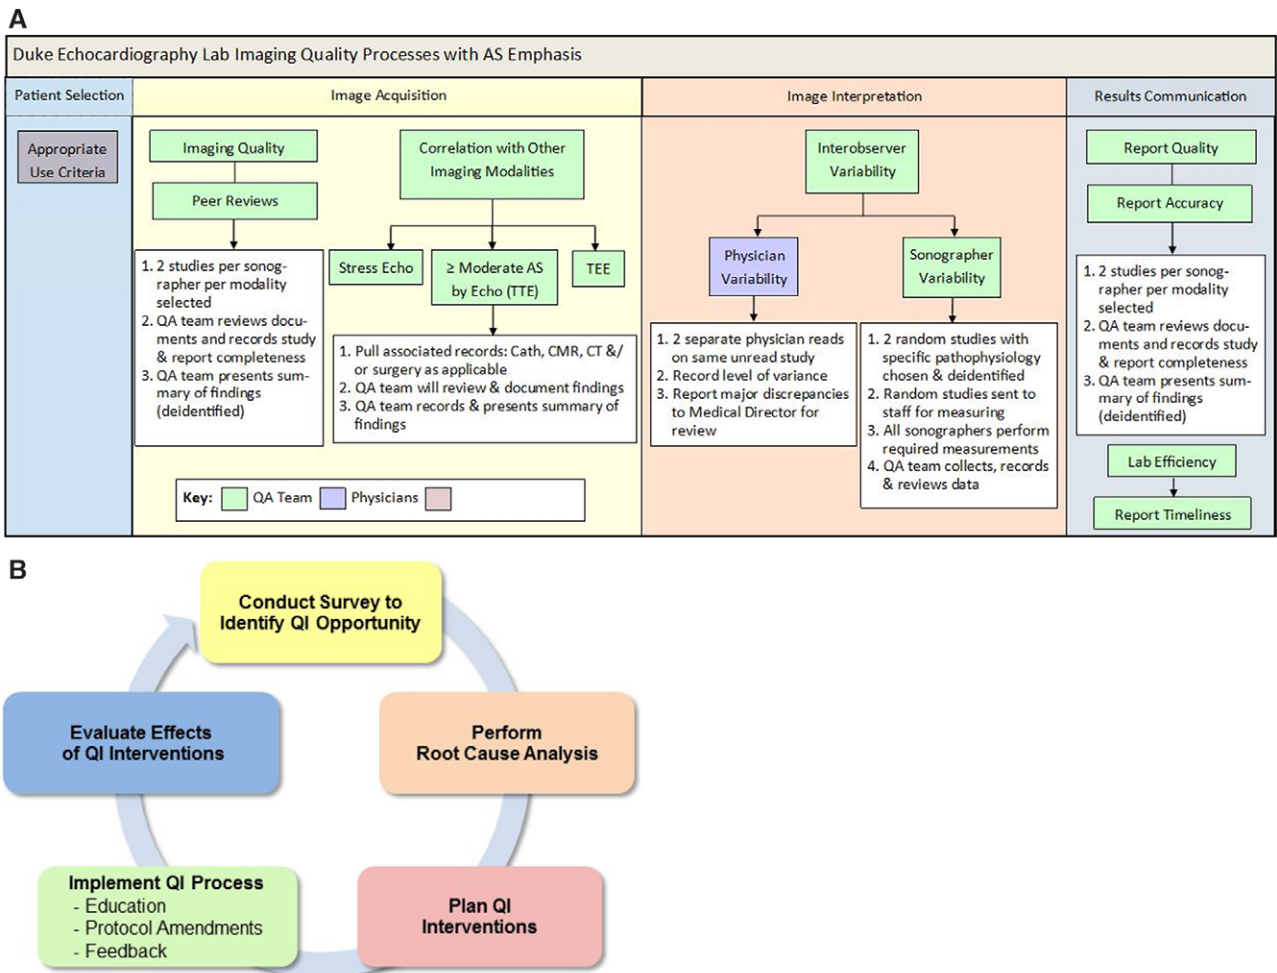 A
Duke Echocardiography Lab Imaging Quality Processes with AS Emphasis
Patient Selection
Image Acquisition
Image Interpretation
Results Communication
Appropriate
Use Criteria
Imaging Quality
Peer Reviews
1. 2 studies per sonog-
rapher per modality
selected
2. QA team reviews docu-
ments and records study
& report completeness
3. QA team presents sum-
mary of findings
(deidentified)
Correlation with Other
Imaging Modalities
Stress Echo
≥ Moderate AS
by Echo (TTE)
TEE
1. Pull associated records: Cath, CMR, CT &/
or surgery as applicable
2. QA team will review & document findings
3. QA team records & presents summary of
findings
Key:
QA Team
Physicians
Interobserver
Variability
Physician
Variability
Sonographer
Variability
1. 2 separate physician reads
on same unread study
2. Record level of variance
3. Report major discrepancies
to Medical Director for
review
1. 2 random studies with
specific pathophysiology
chosen & deidentified
2. Random studies sent to
staff for measuring
3. All sonographers perform
required measurements
4. QA team collects, records
& reviews data
Report Quality
Report Accuracy
1. 2 studies per sonog-
rapher per modality
selected
2. QA team reviews docu-
ments and records study
& report completeness
3. QA team presents sum-
mary of findings
(deidentified)
Lab Efficiency
Report Timeliness
B
Conduct Survey to
Identify QI Opportunity
Perform
Root Cause Analysis
Plan QI
Interventions
Implement QI Process
- Education
- Protocol Amendments
- Feedback
Evaluate Effects
of QI Interventions